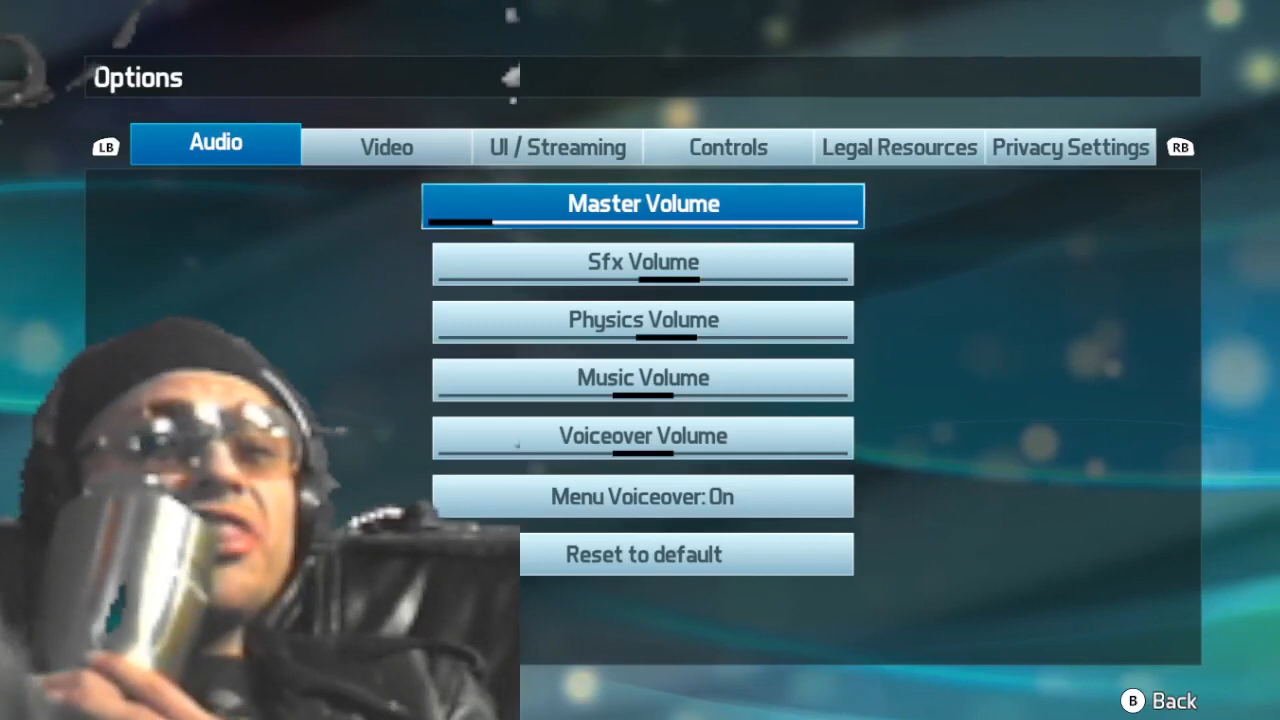 Options
LB Audio Video UI / Streaming Controls Legal Resources Privacy Settings RB
Master Volume
Sfx Volume
Physics Volume
Music Volume
Voiceover Volume
Menu Voiceover: On
Reset to default
B Back